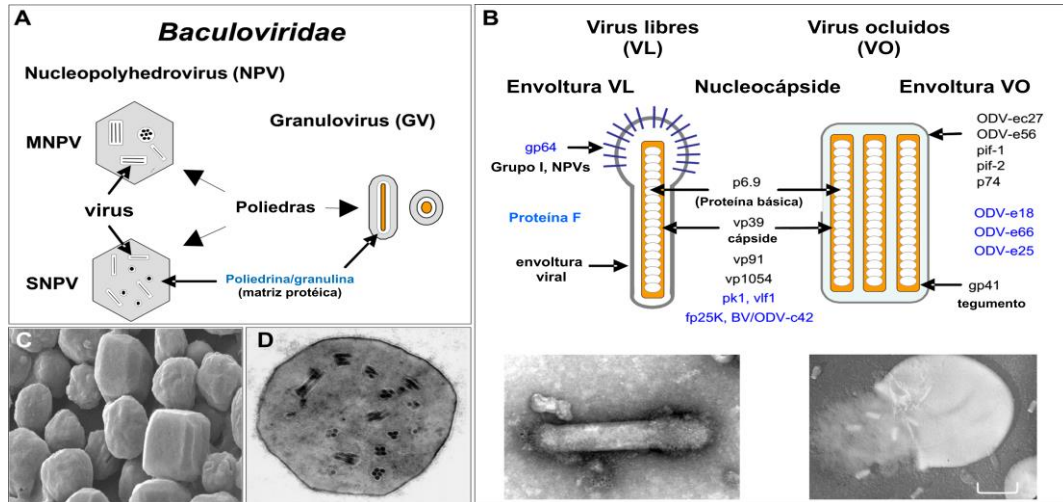 A
Baculoviridae
Nucleopolyhedrovirus (NPV)
Granulovirus (GV)
MNPV
virus
Poliedras
SNPV
Poliedrina/granulina
(matriz protéica)
C
D
B
Virus libres
(VL)
Virus ocluidos
(VO)
Envoltura VL
Nucleocápside
Envoltura VO
gp64
Grupo I, NPVs
Proteína F
envoltura
viral
p6.9
(Proteína básica)
vp39
cápside
vp91
vp1054
pk1, vlf1
fp25K, BV/ODV-c42
ODV-ec27
ODV-e56
pif-1
pif-2
p74
ODV-e18
ODV-e66
ODV-e25
gp41
tegumento